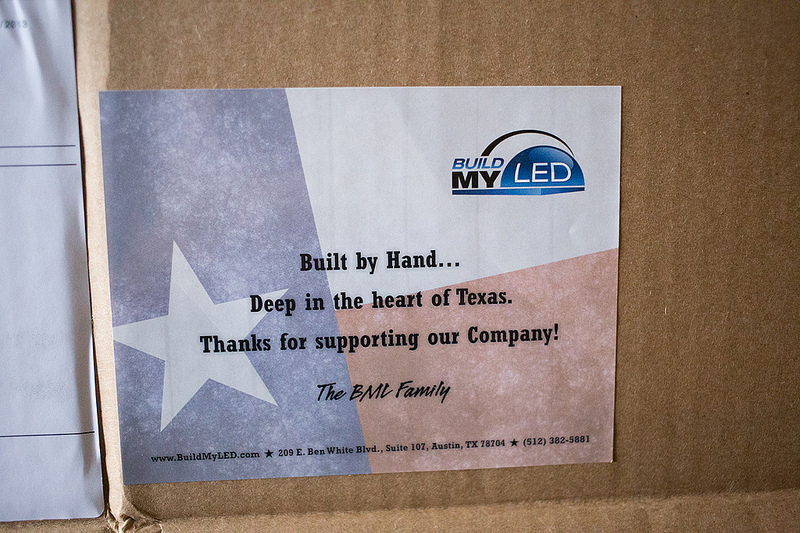 /2013
BUILD
MY LED
Built by Hand...
Deep in the heart of Texas.
Thanks for supporting our Company!
The BML Family
www.BuildMyLED.com ★ 209 E. Ben White Blvd., Suite 107, Austin, TX 78704 ★ (512) 382-5881